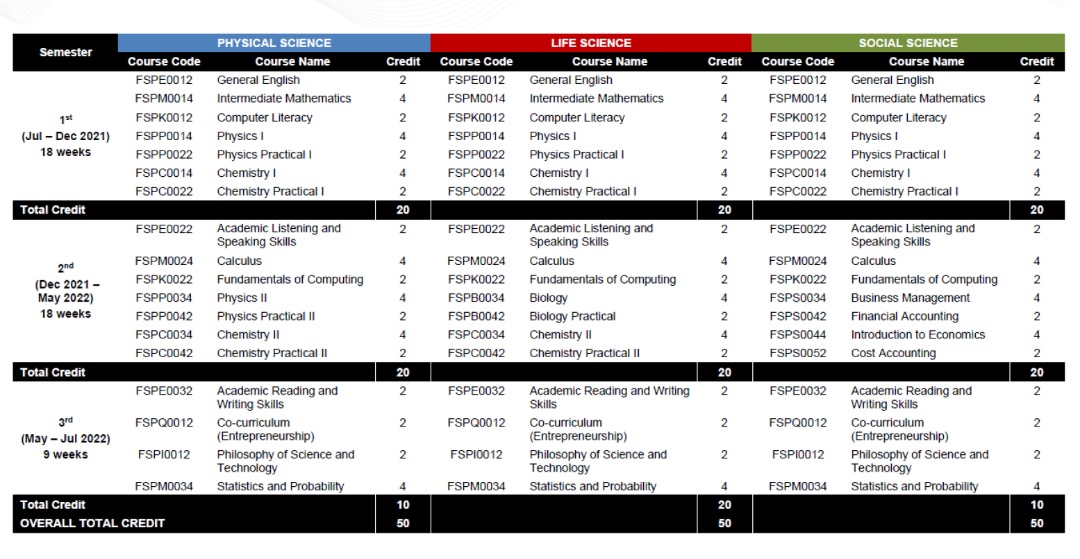 Semester PHYSICAL SCIENCE LIFE SCIENCE SOCIAL SCIENCE
Course Code Course Name Credit Course Code Course Name Credit Course Code Course Name Credit
1st
(Jul – Dec 2021)
18 weeks
FSPE0012 General English 2 FSPE0012 General English 2 FSPE0012 General English 2
FSPM0014 Intermediate Mathematics 4 FSPM0014 Intermediate Mathematics 4 FSPM0014 Intermediate Mathematics 4
FSPK0012 Computer Literacy 2 FSPK0012 Computer Literacy 2 FSPK0012 Computer Literacy 2
FSPP0014 Physics I 4 FSPP0014 Physics I 4 FSPP0014 Physics I 4
FSPP0022 Physics Practical I 2 FSPP0022 Physics Practical I 2 FSPP0022 Physics Practical I 2
FSPC0014 Chemistry I 4 FSPC0014 Chemistry I 4 FSPC0014 Chemistry I 4
FSPC0022 Chemistry Practical I 2 FSPC0022 Chemistry Practical I 2 FSPC0022 Chemistry Practical I 2
Total Credit 20 20 20
2nd
(Dec 2021 –
May 2022)
18 weeks
FSPE0022 Academic Listening and 2 FSPE0022 Academic Listening and 2 FSPE0022 Academic Listening and 2
Speaking Skills Speaking Skills Speaking Skills
FSPM0024 Calculus 4 FSPM0024 Calculus 4 FSPM0024 Calculus 4
FSPK0022 Fundamentals of Computing 2 FSPK0022 Fundamentals of Computing 2 FSPK0022 Fundamentals of Computing 2
FSPP0034 Physics II 4 FSPB0034 Biology 4 FSPS0034 Business Management 4
FSPP0042 Physics Practical II 2 FSPB0042 Biology Practical 2 FSPS0042 Financial Accounting 2
FSPC0034 Chemistry II 4 FSPC0034 Chemistry II 4 FSPS0044 Introduction to Economics 4
FSPC0042 Chemistry Practical II 2 FSPC0042 Chemistry Practical II 2 FSPS0052 Cost Accounting 2
Total Credit 20 20 20
3rd
(May – Jul 2022)
9 weeks
FSPE0032 Academic Reading and 2 FSPE0032 Academic Reading and Writing 2 FSPE0032 Academic Reading and 2
Writing Skills Skills Writing Skills
FSPQ0012 Co-curriculum 2 FSPQ0012 Co-curriculum 2 FSPQ0012 Co-curriculum 2
(Entrepreneurship) (Entrepreneurship) (Entrepreneurship)
FSPI0012 Philosophy of Science and 2 FSPI0012 Philosophy of Science and 2 FSPI0012 Philosophy of Science and 2
Technology Technology Technology
FSPM0034 Statistics and Probability 4 FSPM0034 Statistics and Probability 4 FSPM0034 Statistics and Probability 4
Total Credit 10 20 10
OVERALL TOTAL CREDIT 50 50 50